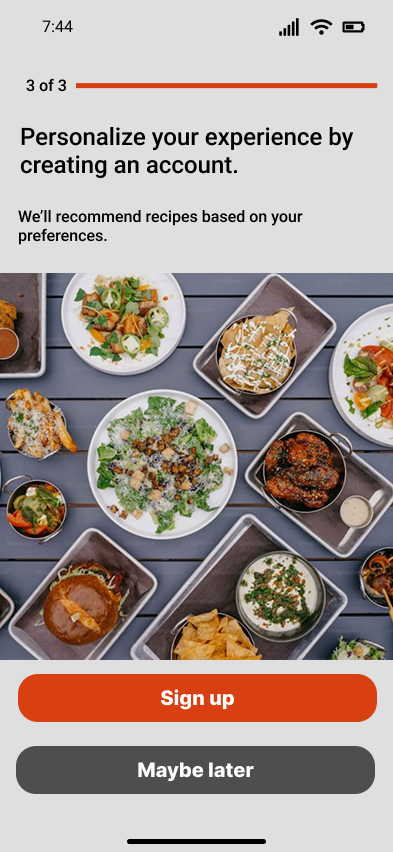 7:44
3 of 3
Personalize your experience by
creating an account.
We’ll recommend recipes based on your
preferences.
Sign up
Maybe later